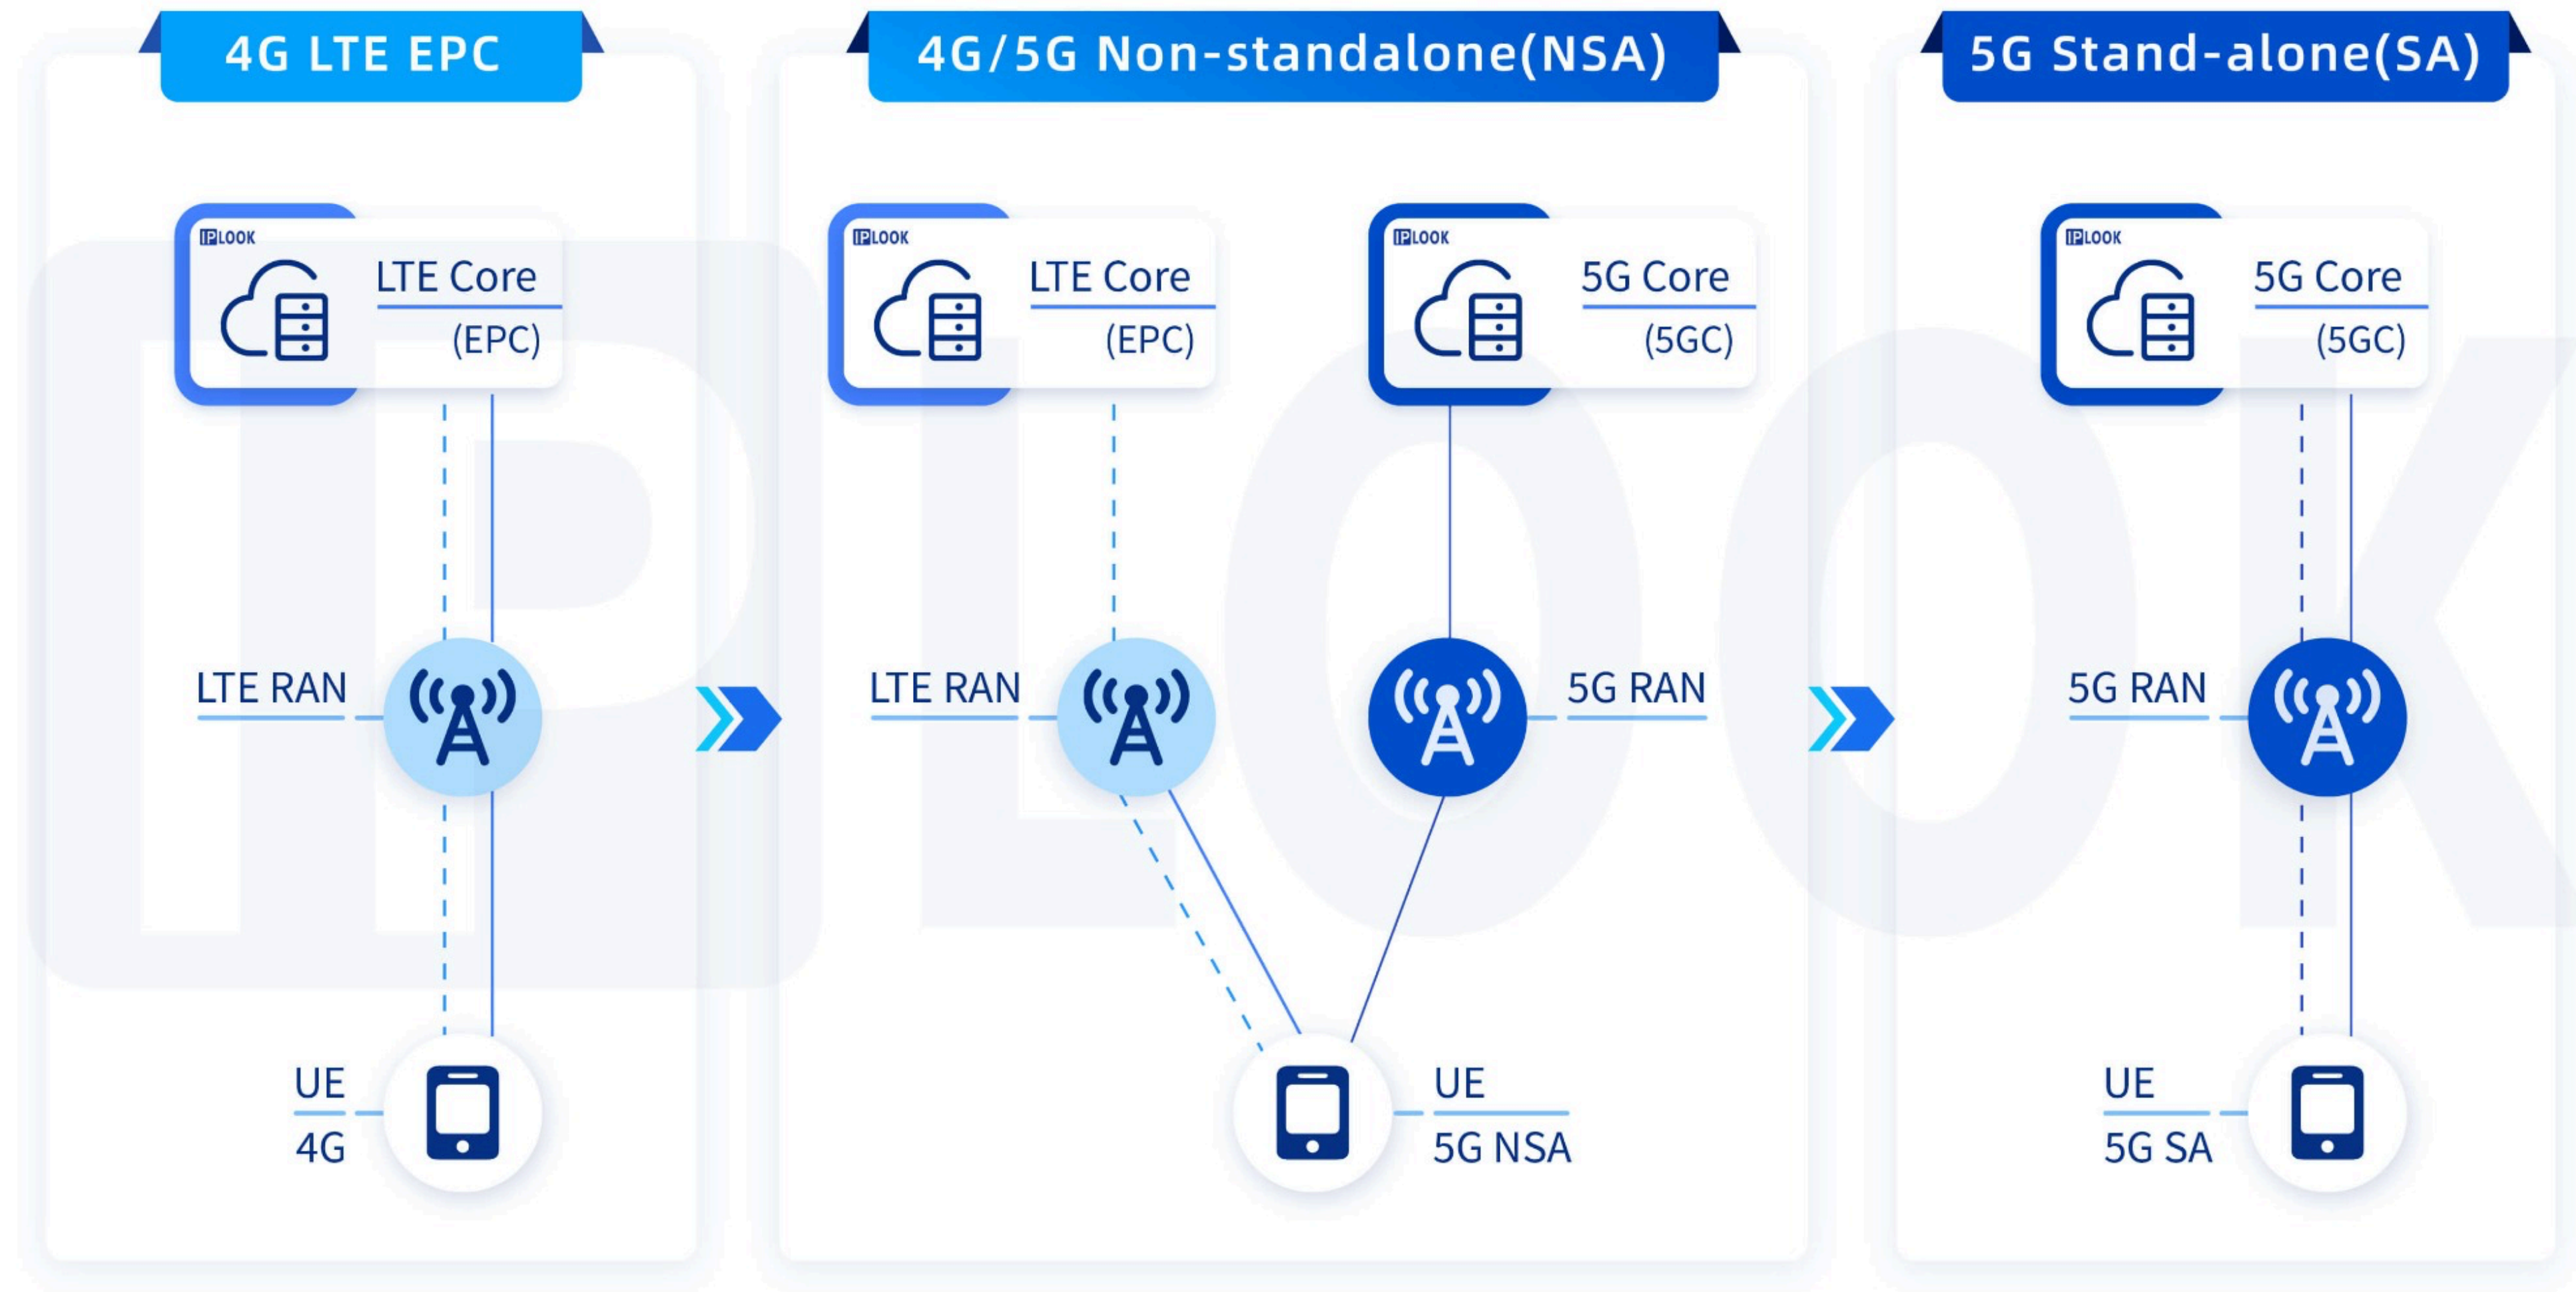 4G LTE EPC
IPLOOK
LTE Core
(EPC)
LTE RAN
UE
4G
4G/5G Non-standalone(NSA)
IPLOOK
LTE Core
(EPC)
IPLOOK
5G Core
(5GC)
LTE RAN
5G RAN
UE
5G NSA
5G Stand-alone(SA)
IPLOOK
5G Core
(5GC)
5G RAN
UE
5G SA
IPLOOK